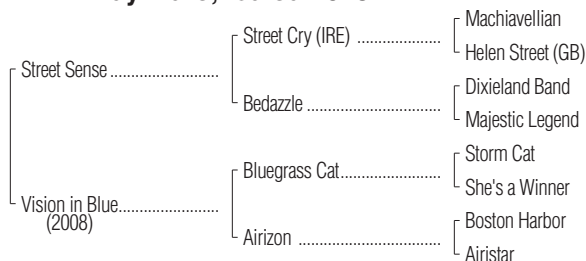 Street Sense
Vision in Blue
(2008)
Street Cry (IRE)
Bedazzle
Bluegrass Cat
Airizon
Machiavellian
Helen Street (GB)
Dixieland Band
Majestic Legend
Storm Cat
She's a Winner
Boston Harbor
Airistar